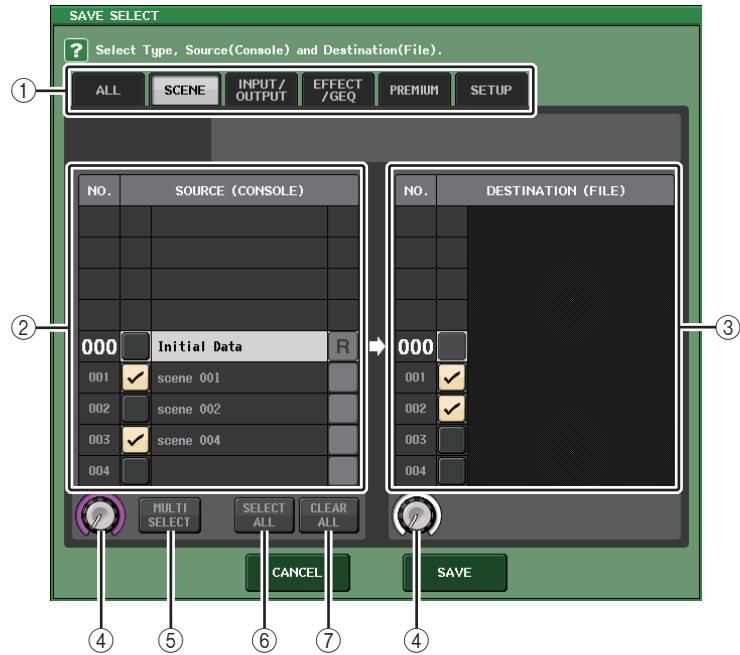 SAVE SELECT
? Select Type, Source(Console) and Destination(File).
① ALL SCENE INPUT/ OUTPUT EFFECT /GEQ PREMIUM SETUP
NO. SOURCE (CONSOLE) NO. DESTINATION (FILE)
② ③
000 Initial Data R 000
001 scene 001 001
002 scene 002 002
003 scene 004 003
004 004
MULTI SELECT SELECT ALL CLEAR ALL
CANCEL SAVE
④ ⑤ ⑥ ⑦ ④